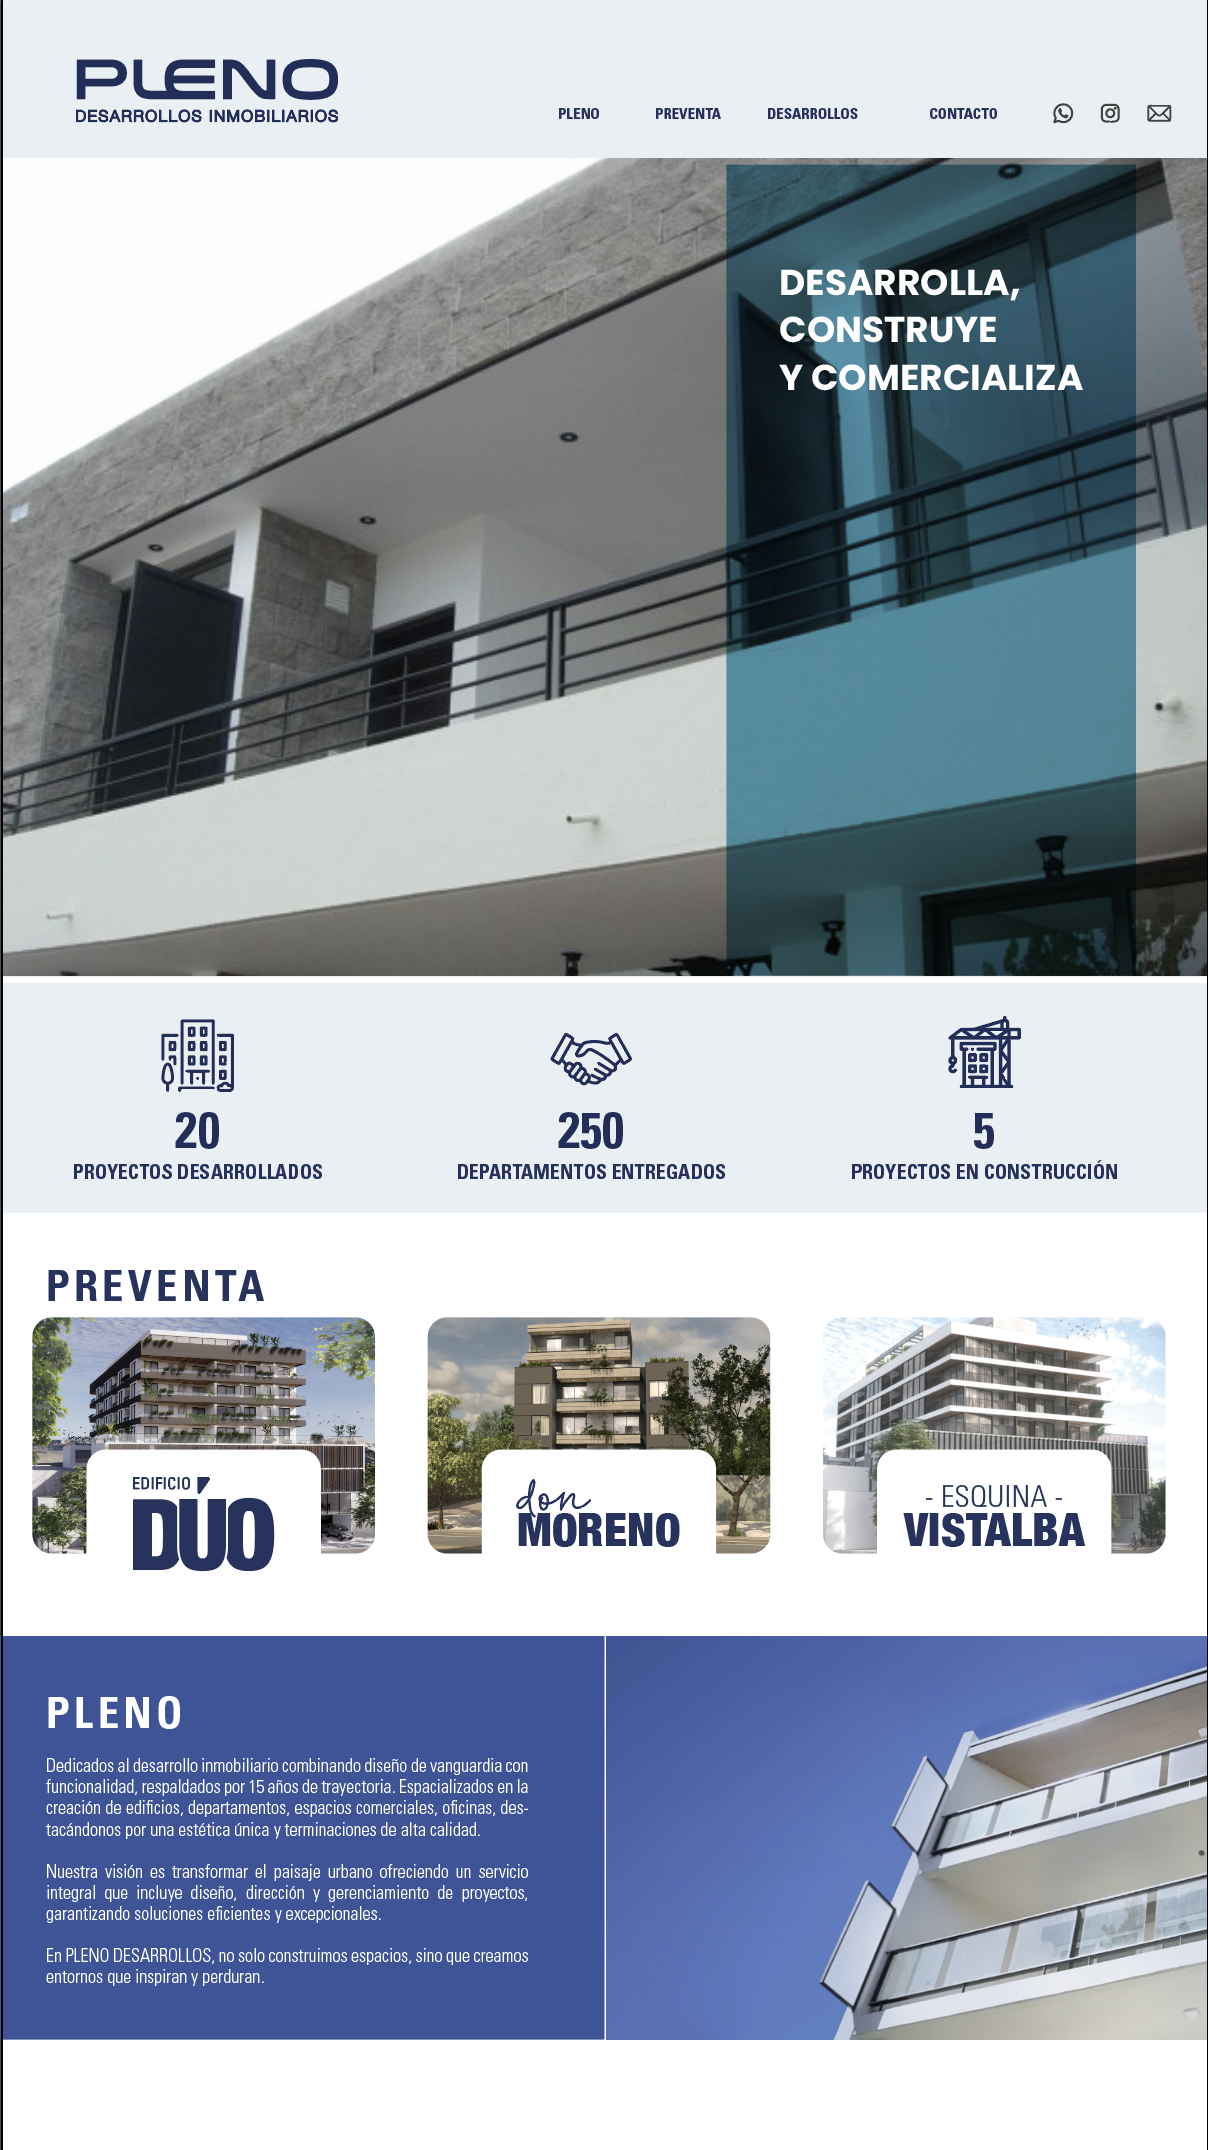 PLENO
DESARROLLOS INMOBILIARIOS
PLENO PREVENTA DESARROLLOS CONTACTO
DESARROLLA,
CONSTRUYE
Y COMERCIALIZA
20
PROYECTOS DESARROLLADOS
250
DEPARTAMENTOS ENTREGADOS
5
PROYECTOS EN CONSTRUCCIÓN
PREVENTA
EDIFICIO
DÚO
don
MORENO
- ESQUINA -
VISTALBA
PLENO
Dedicados al desarrollo inmobiliario combinando diseño de vanguardia con
funcionalidad, respaldados por 15 años de trayectoria. Espacializados en la
creación de edificios, departamentos, espacios comerciales, oficinas, des-
tacándonos por una estética única y terminaciones de alta calidad.
Nuestra visión es transformar el paisaje urbano ofreciendo un servicio
integral que incluye diseño, dirección y gerenciamiento de proyectos,
garantizando soluciones eficientes y excepcionales.
En PLENO DESARROLLOS, no solo construimos espacios, sino que creamos
entornos que inspiran y perduran.